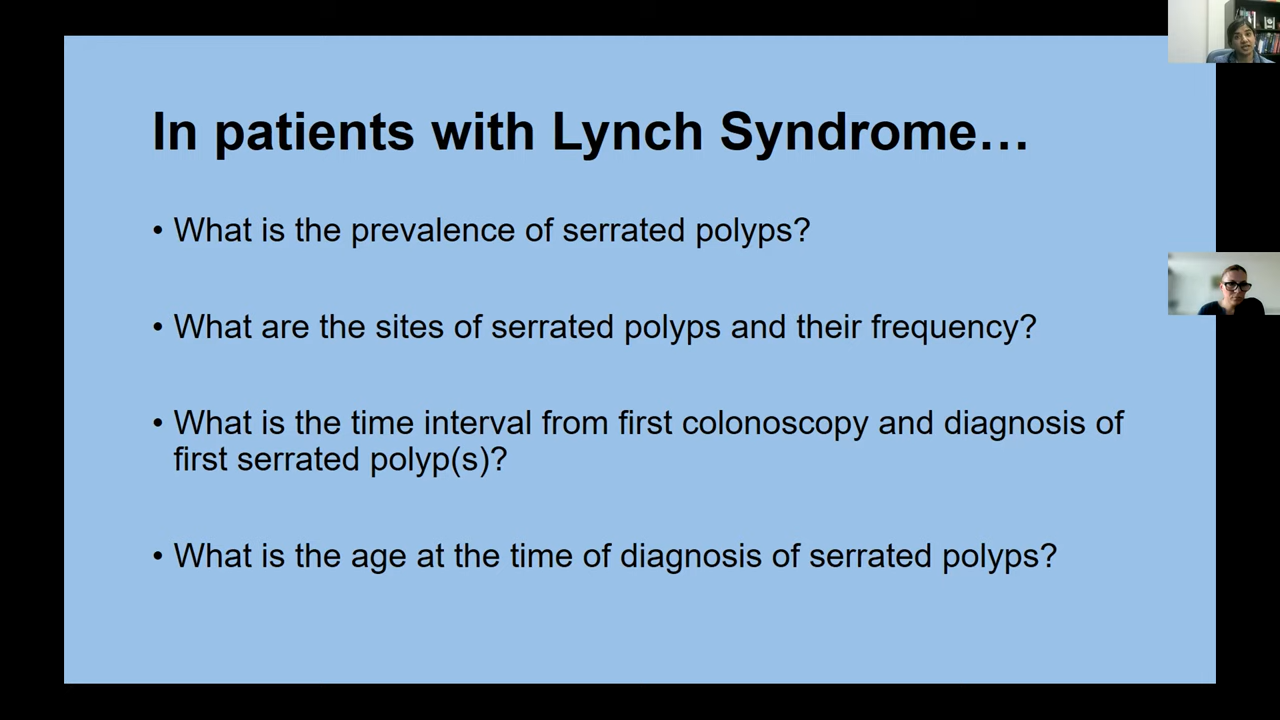 In patients with Lynch Syndrome…
• What is the prevalence of serrated polyps?
• What are the sites of serrated polyps and their frequency?
• What is the time interval from first colonoscopy and diagnosis of
first serrated polyp(s)?
• What is the age at the time of diagnosis of serrated polyps?